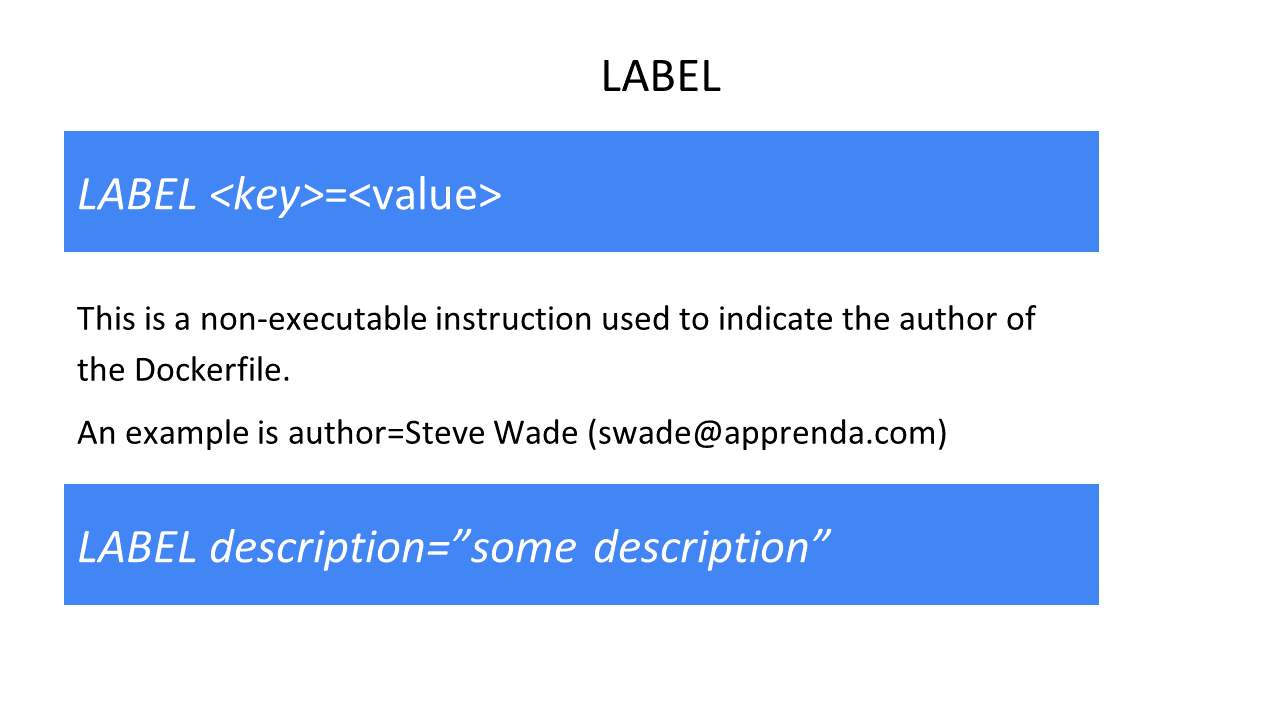 LABEL
LABEL <key>=<value>
This is a non-executable instruction used to indicate the author of
the Dockerfile.
An example is author=Steve Wade (swade@apprenda.com)
LABEL description=”some description”